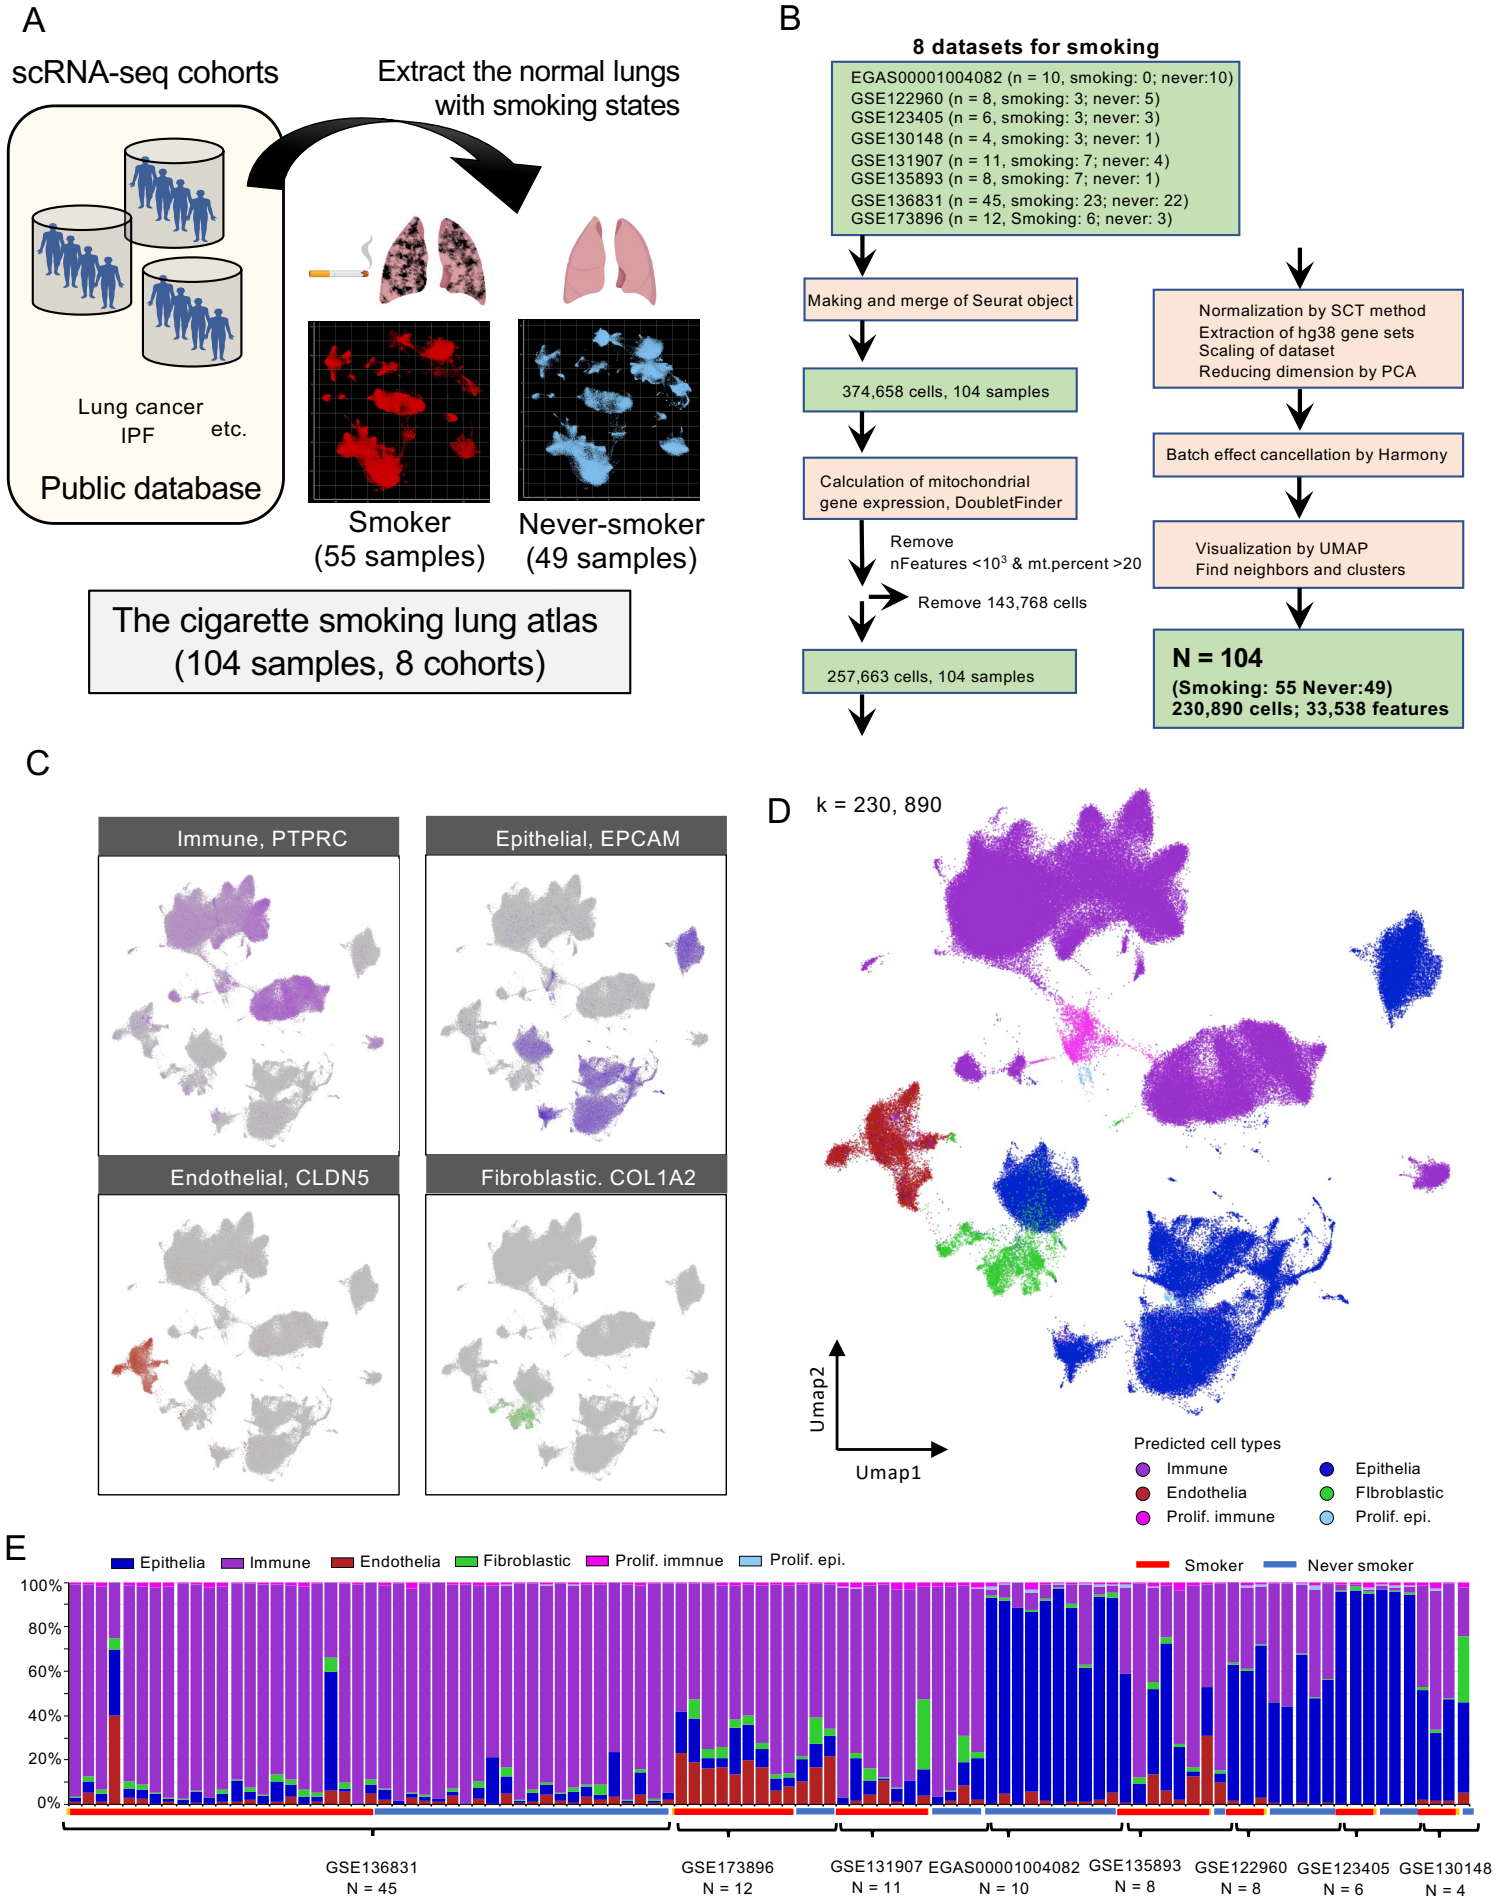 A
scRNA-seq cohorts
Extract the normal lungs
with smoking states
Lung cancer
IPF
etc.
Public database
Smoker
(55 samples)
Never-smoker
(49 samples)
The cigarette smoking lung atlas
(104 samples, 8 cohorts)
B
8 datasets for smoking
EGAS00001004082 (n = 10, smoking: 0; never:10)
GSE122960 (n = 8, smoking: 3; never: 5)
GSE123405 (n = 6, smoking: 3; never: 3)
GSE130148 (n = 4, smoking: 3; never: 1)
GSE131907 (n = 11, smoking: 7; never: 4)
GSE135893 (n = 8, smoking: 7; never: 1)
GSE136831 (n = 45, smoking: 23; never: 22)
GSE173896 (n = 12, Smoking: 6; never: 3)
Making and merge of Seurat object
374,658 cells, 104 samples
Calculation of mitochondrial
gene expression, DoubletFinder
Remove
nFeatures <10³ & mt.percent >20
Remove 143,768 cells
257,663 cells, 104 samples
Normalization by SCT method
Extraction of hg38 gene sets
Scaling of dataset
Reducing dimension by PCA
Batch effect cancellation by Harmony
Visualization by UMAP
Find neighbors and clusters
N = 104
(Smoking: 55 Never:49)
230,890 cells; 33,538 features
C
Immune, PTPRC
Epithelial, EPCAM
Endothelial, CLDN5
Fibroblastic. COL1A2
D
k = 230, 890
Umap2
Umap1
Predicted cell types
Immune
Endothelia
Prolif. immune
Epithelia
FIbroblastic
Prolif. epi.
E
Epithelia
Immune
Endothelia
Fibroblastic
Prolif. immnue
Prolif. epi.
Smoker
Never smoker
100%
80%
60%
40%
20%
0%
GSE136831
N = 45
GSE173896
N = 12
GSE131907
N = 11
EGAS00001004082
N = 10
GSE135893
N = 8
GSE122960
N = 8
GSE123405
N = 6
GSE130148
N = 4